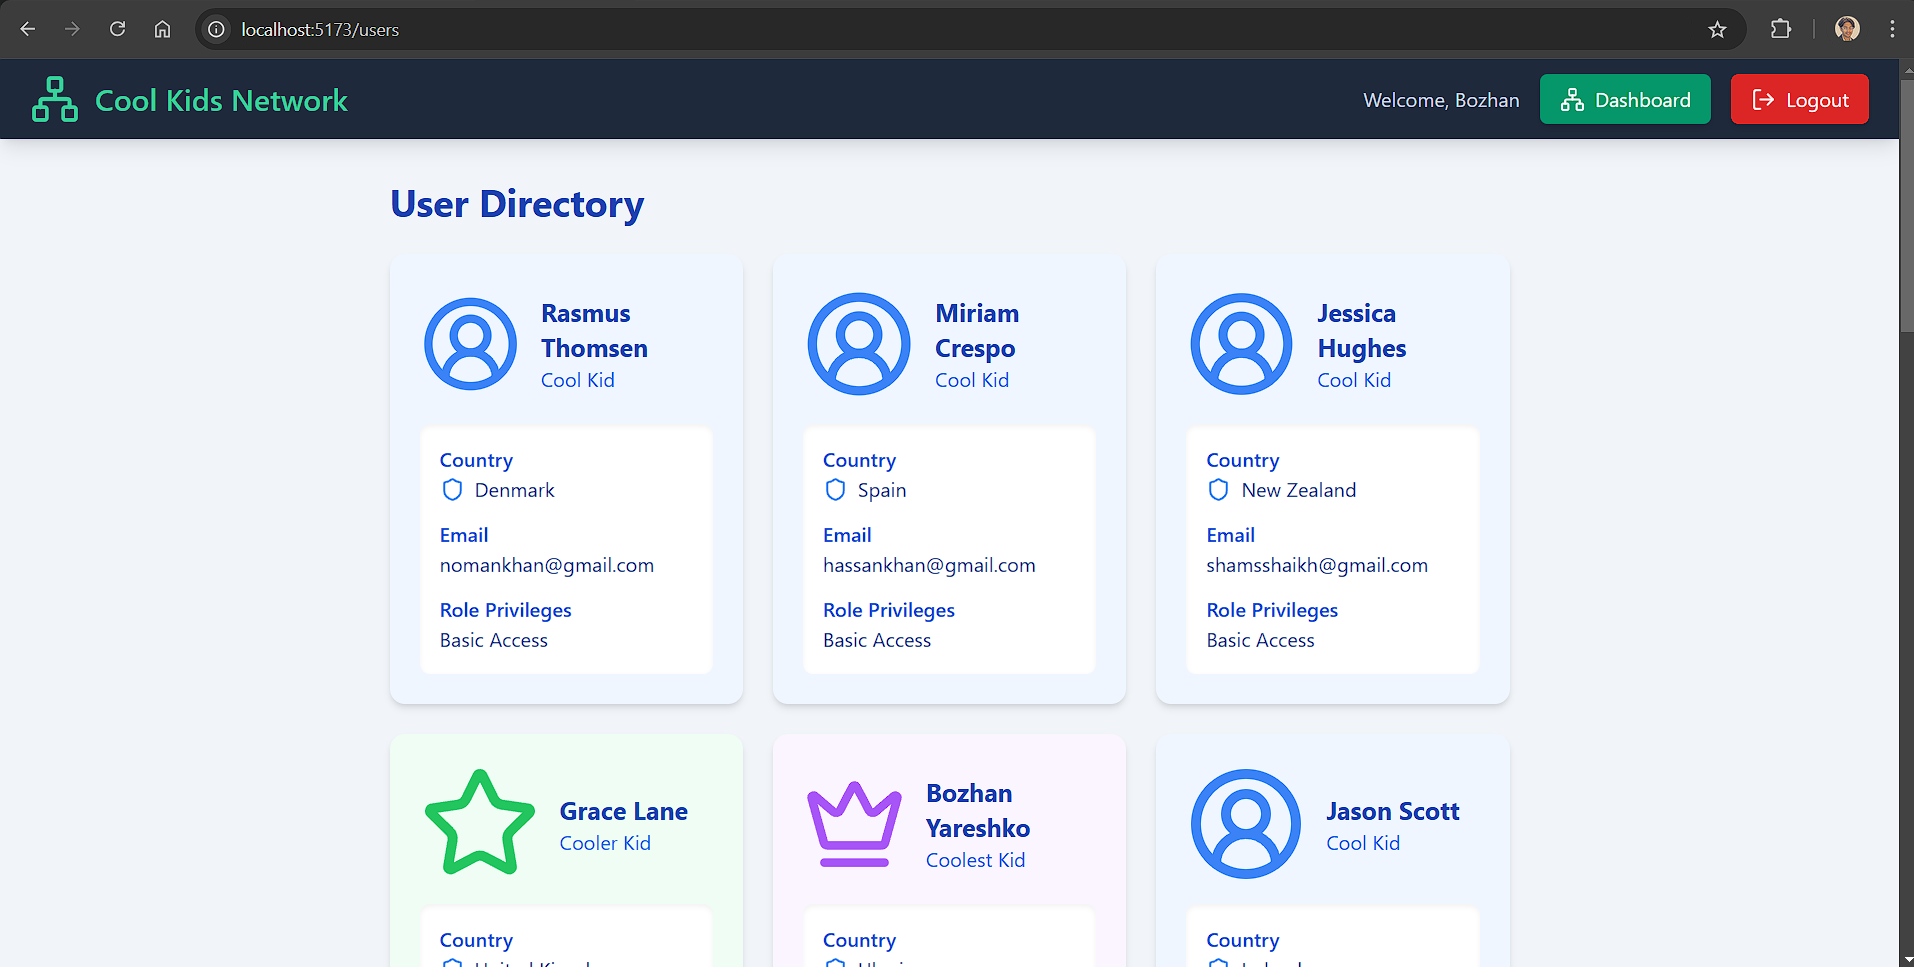 localhost:5173/users
Cool Kids Network
Welcome, Bozhan
Dashboard
Logout
User Directory
Rasmus
Thomsen
Cool Kid
Country
Denmark
Email
nomankhan@gmail.com
Role Privileges
Basic Access
Miriam
Crespo
Cool Kid
Country
Spain
Email
hassankhan@gmail.com
Role Privileges
Basic Access
Jessica
Hughes
Cool Kid
Country
New Zealand
Email
shamsshaikh@gmail.com
Role Privileges
Basic Access
Grace Lane
Cooler Kid
Country
Bozhan
Yareshko
Coolest Kid
Country
Jason Scott
Cool Kid
Country